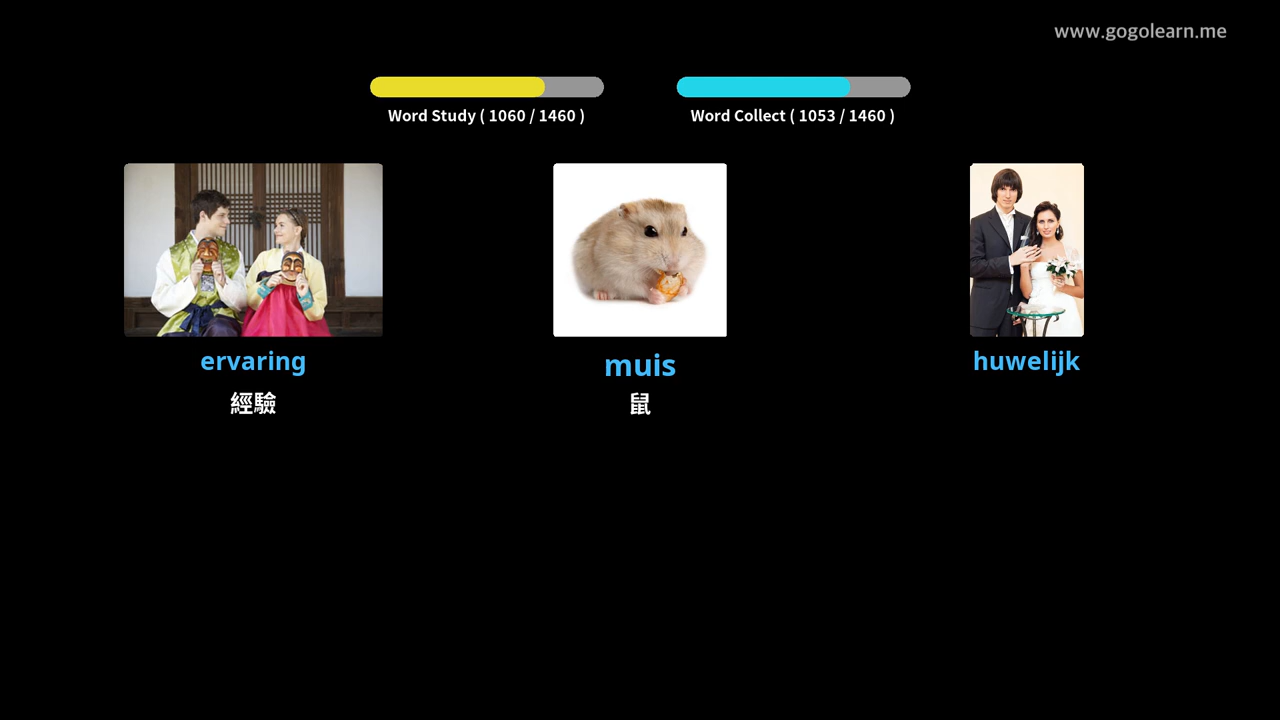 www.gogolearn.me
Word Study ( 1060 / 1460 )
Word Collect ( 1053 / 1460 )
ervaring
muis
huwelijk
經驗
鼠